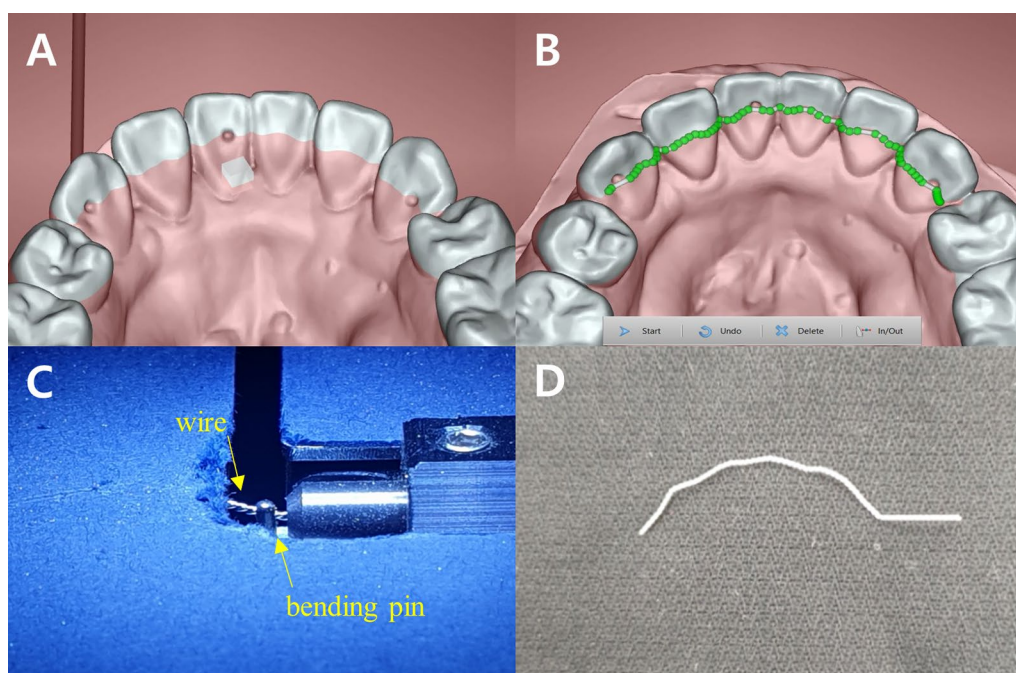 A
B
Start
Undo
Delete
In/Out
C
wire
bending pin
D